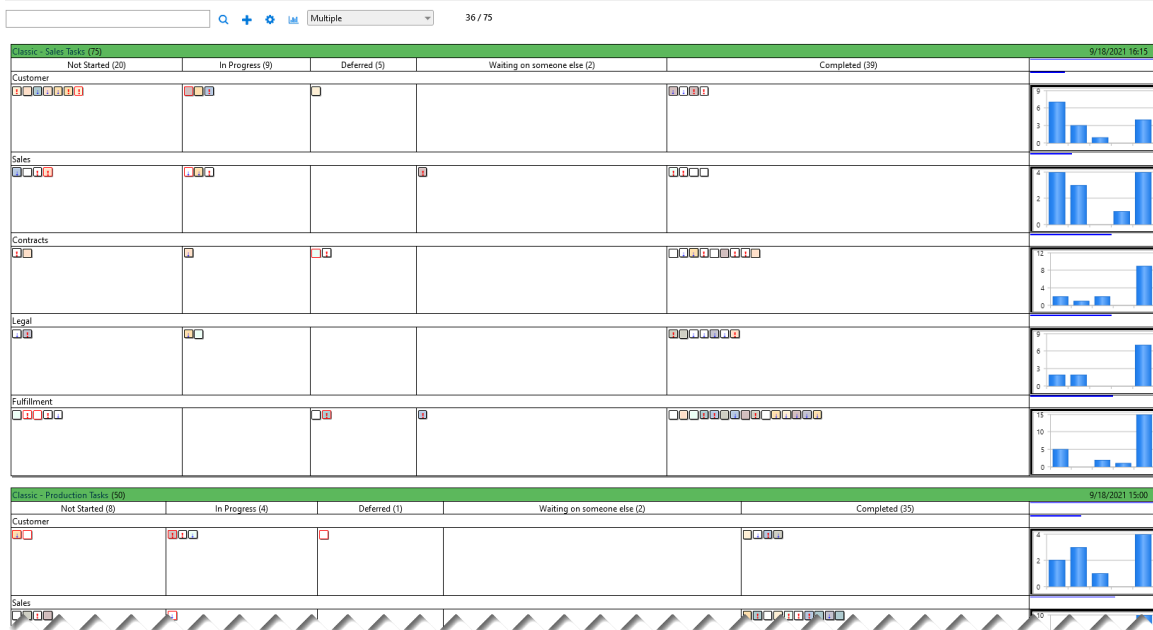 Multiple 36 / 75
Classic - Sales Tasks (75) 9/18/2021 16:15
Not Started (20) In Progress (9) Deferred (5) Waiting on someone else (2) Completed (39)
Customer
9
6
3
0
Sales
4
2
0
Contracts
12
8
4
0
Legal
9
6
3
0
Fulfillment
15
10
5
0
Classic - Production Tasks (50) 9/18/2021 15:00
Not Started (8) In Progress (4) Deferred (1) Waiting on someone else (2) Completed (35)
Customer
4
2
0
Sales
10